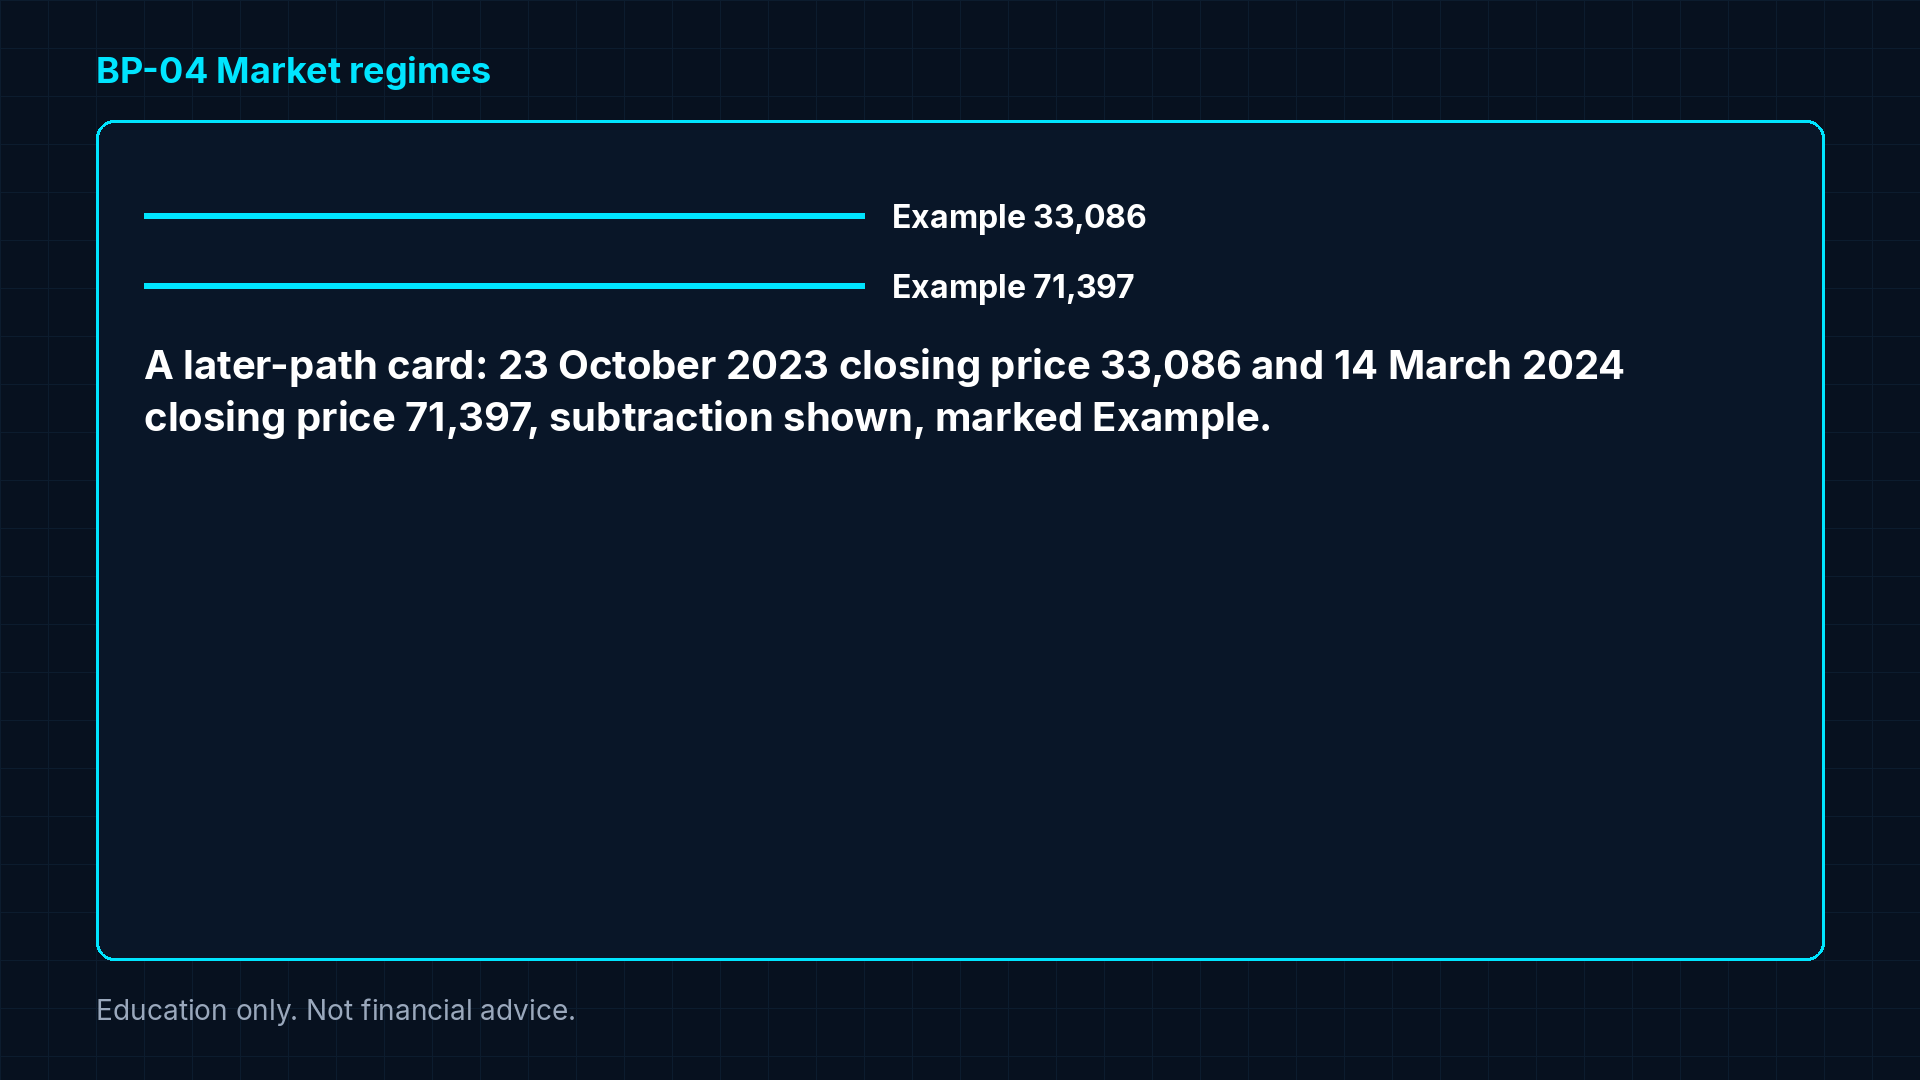 BP-04 Market regimes
Example 33,086
Example 71,397
A later-path card: 23 October 2023 closing price 33,086 and 14 March 2024
closing price 71,397, subtraction shown, marked Example.
Education only. Not financial advice.